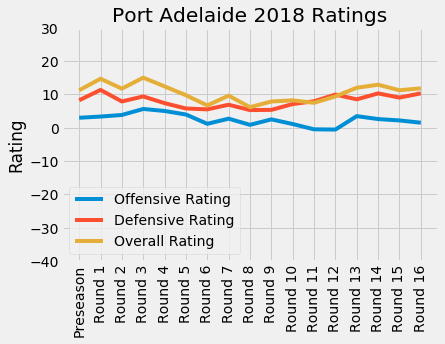 Port Adelaide 2018 Ratings
30
20
10
0
−10
−20
−30
−40
Rating
Offensive Rating
Defensive Rating
Overall Rating
Preseason
Round 1
Round 2
Round 3
Round 4
Round 5
Round 6
Round 7
Round 8
Round 9
Round 10
Round 11
Round 12
Round 13
Round 14
Round 15
Round 16